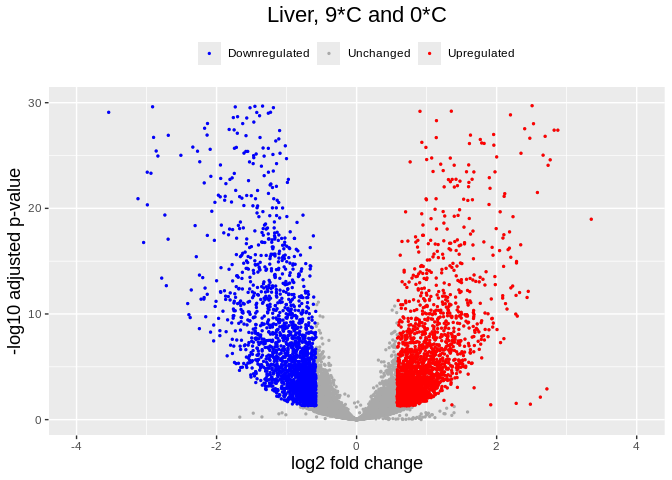 Liver, 9*C and 0*C
Downregulated Unchanged Upregulated
-log10 adjusted p-value
30
20
10
0
-4 -2 0 2 4
log2 fold change